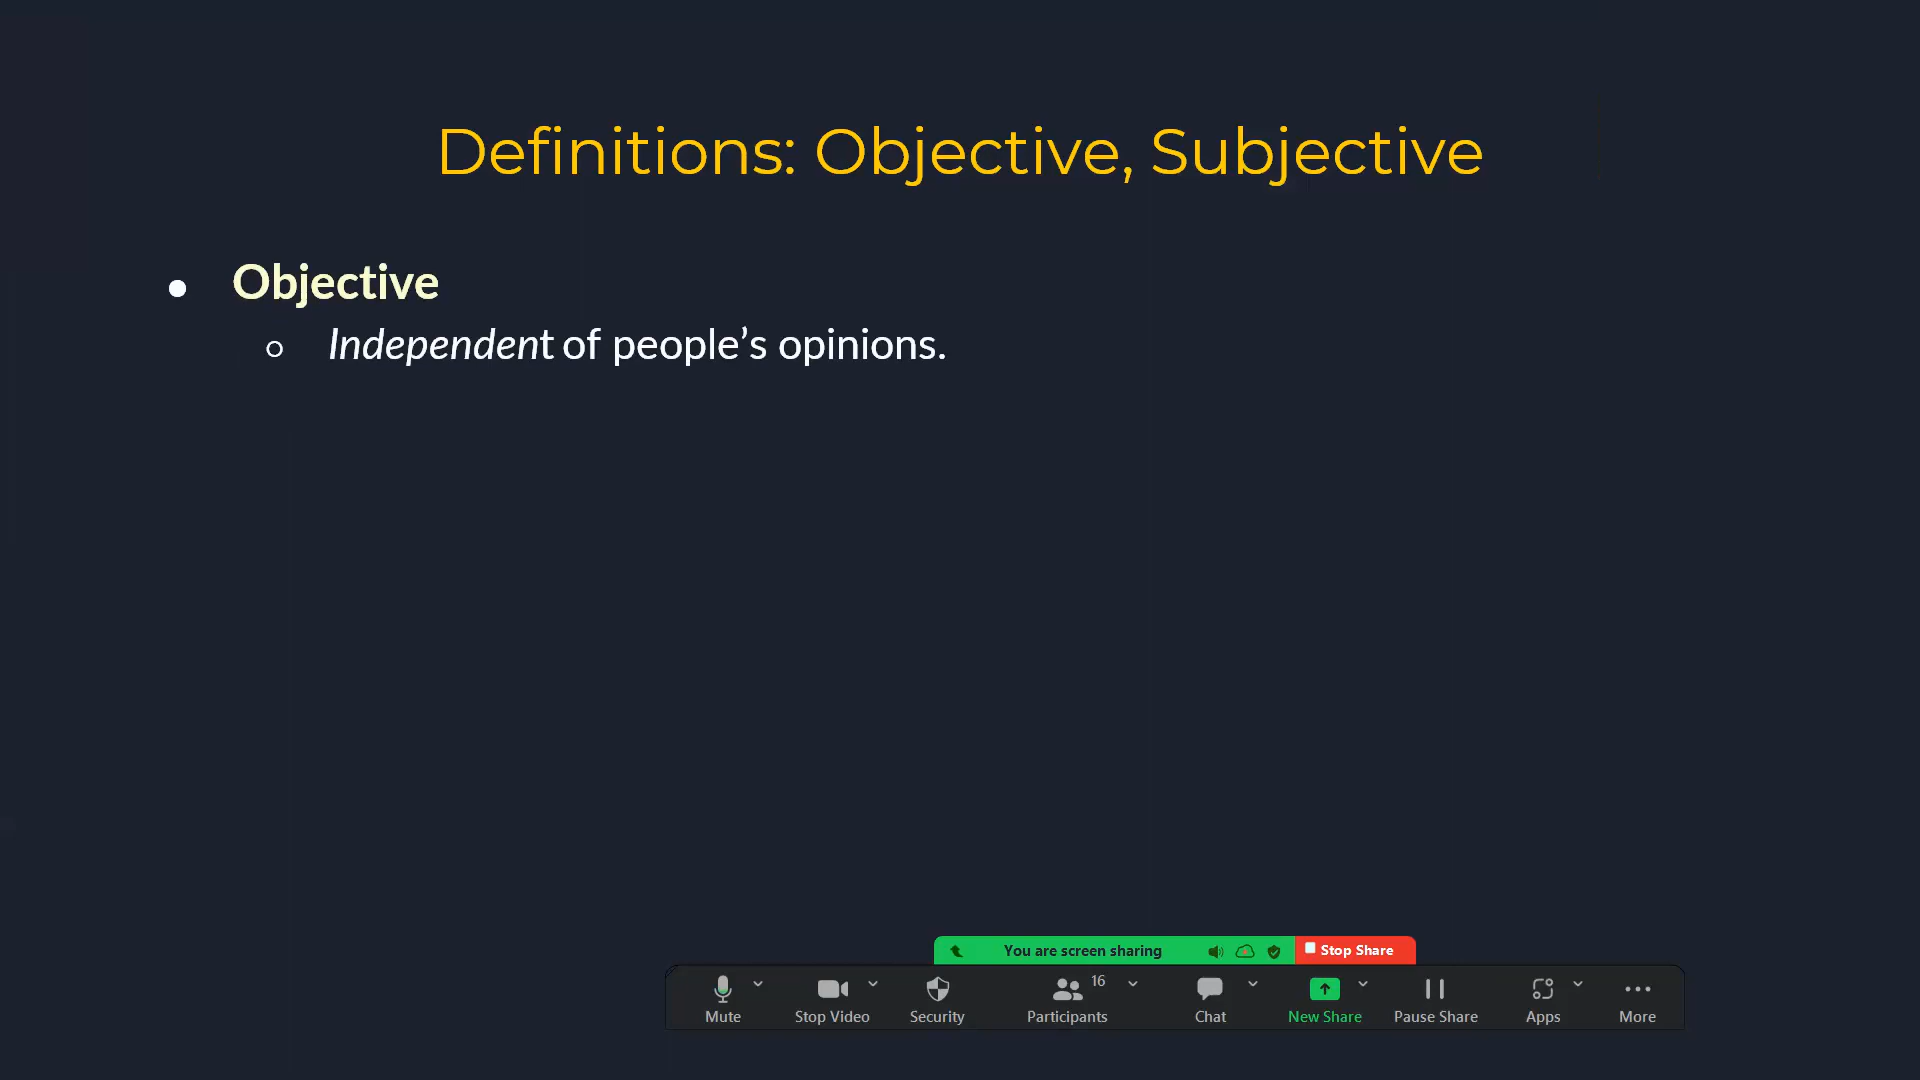 Definitions: Objective, Subjective
● Objective
○ Independent of people’s opinions.
You are screen sharing
Stop Share
16
Mute
Stop Video
Security
Participants
Chat
New Share
Pause Share
Apps
More